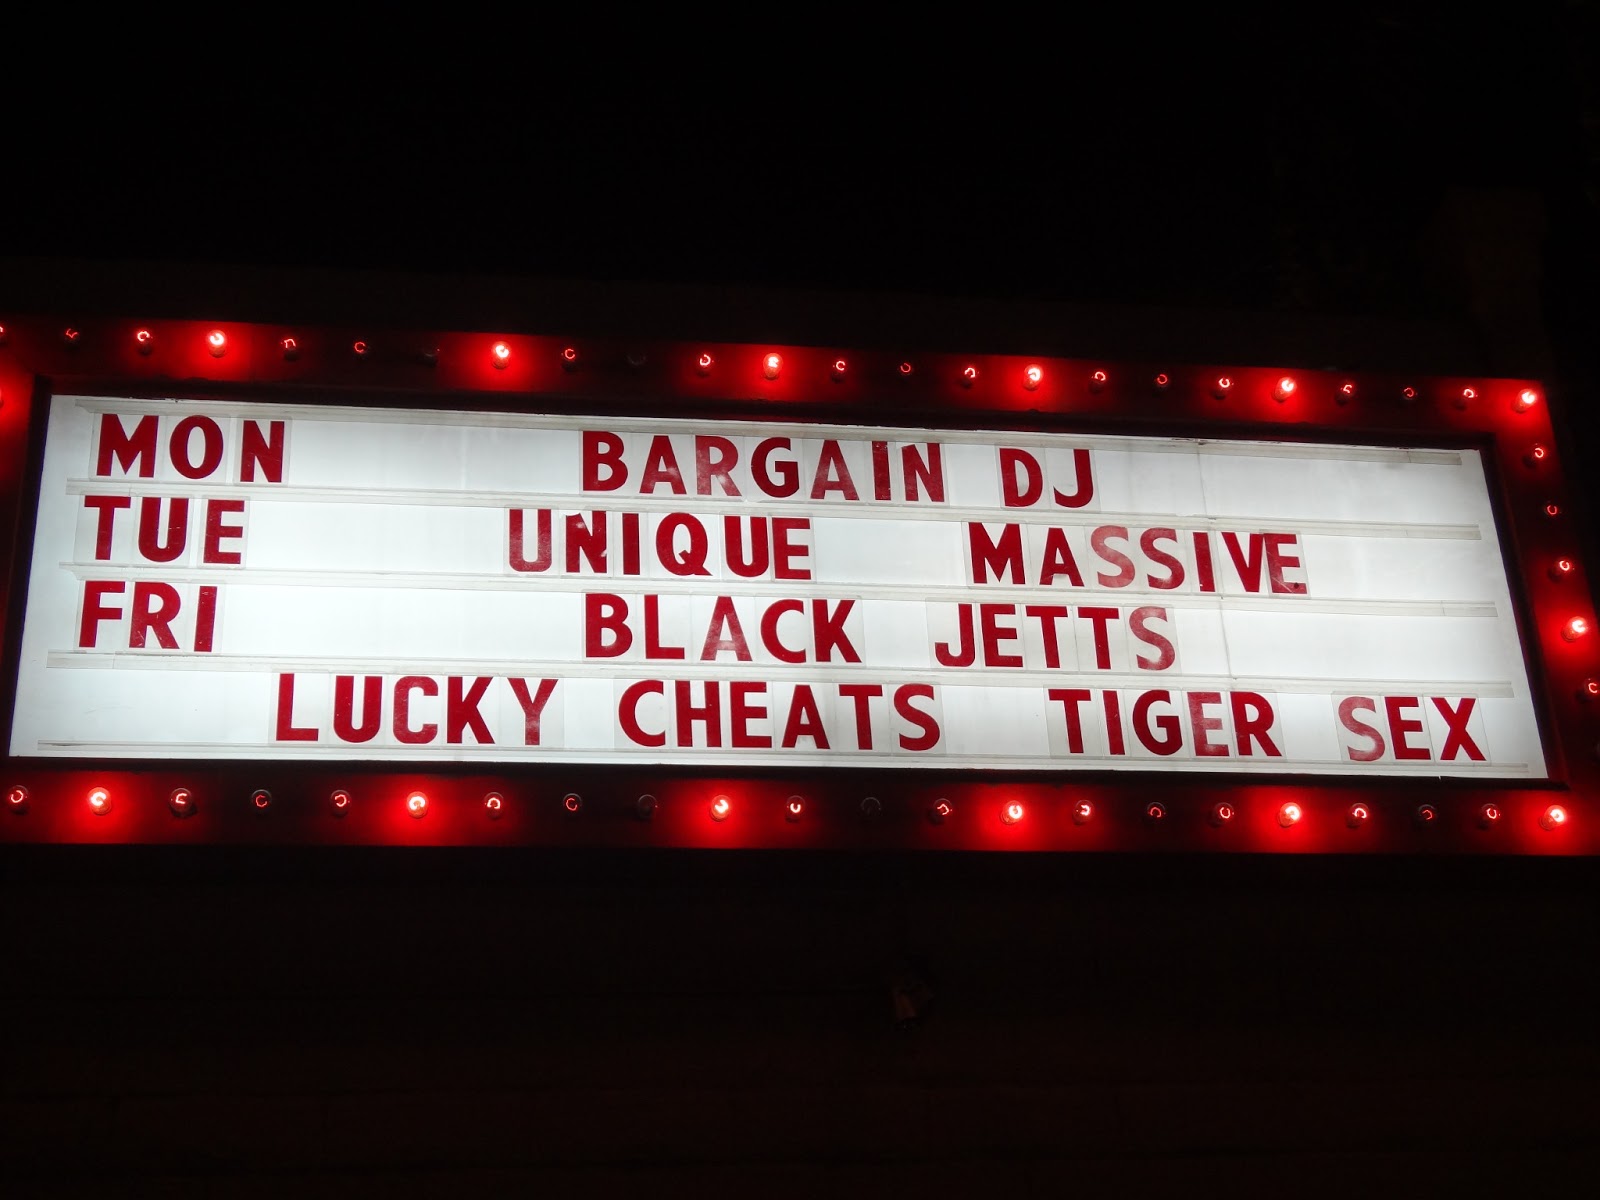 MON BARGAIN DJ
TUE UNIQUE MASSIVE
FRI BLACK JETTS
LUCKY CHEATS TIGER SEX